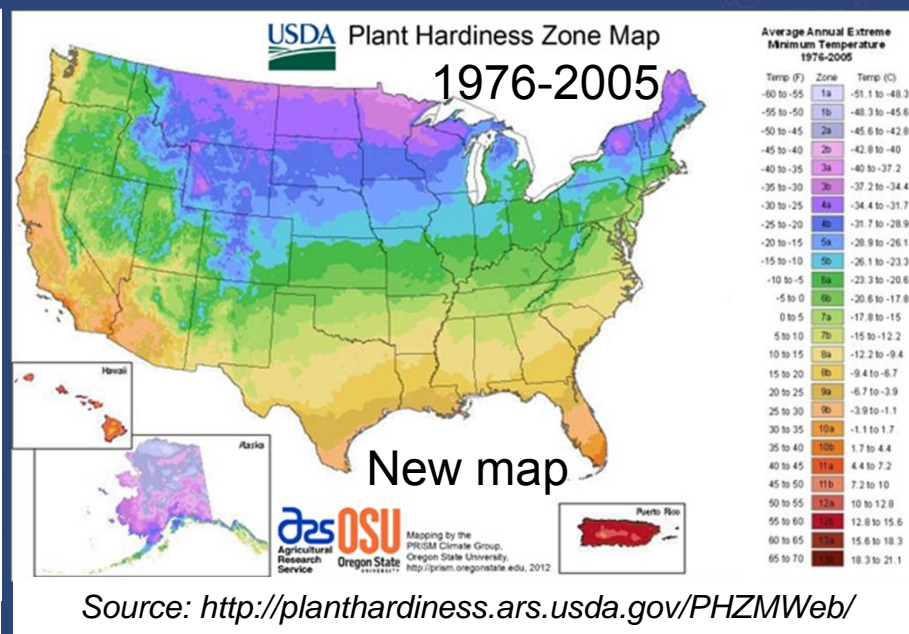 USDA Plant Hardiness Zone Map
1976-2005
Average Annual Extreme
Minimum Temperature
1976-2005
Temp (F) Zone Temp (C)
-60 to -55 1a -51.1 to -48.3
-55 to -50 1b -48.3 to -45.6
-50 to -45 2a -45.6 to -42.8
-45 to -40 2b -42.8 to -40
-40 to -35 3a -40 to -37.2
-35 to -30 3b -37.2 to -34.4
-30 to -25 4a -34.4 to -31.7
-25 to -20 4b -31.7 to -28.9
-20 to -15 5a -28.9 to -26.1
-15 to -10 5b -26.1 to -23.3
-10 to -5 6a -23.3 to -20.6
-5 to 0 6b -20.6 to -17.8
0 to 5 7a -17.8 to -15
5 to 10 7b -15 to -12.2
10 to 15 8a -12.2 to -9.4
15 to 20 8b -9.4 to -6.7
20 to 25 9a -6.7 to -3.9
25 to 30 9b -3.9 to -1.1
30 to 35 10a -1.1 to 1.7
35 to 40 10b 1.7 to 4.4
40 to 45 11a 4.4 to 7.2
45 to 50 11b 7.2 to 10
50 to 55 12a 10 to 12.8
55 to 60 12b 12.8 to 15.6
60 to 65 13a 15.6 to 18.3
65 to 70 13b 18.3 to 21.1
Hawaii
Alaska
New map
ars
Agricultural
Research
Service
OSU
Oregon State
UNIVERSITY
Mapping by the
PRISM Climate Group,
Oregon State University,
http://prism.oregonstate.edu, 2012
Puerto Rico
Source: http://planthardiness.ars.usda.gov/PHZMWeb/